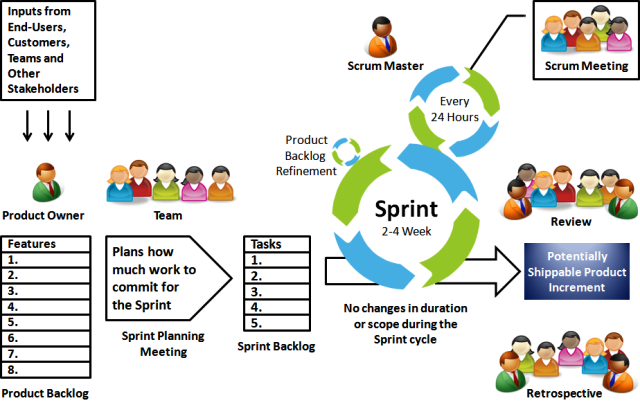 Inputs from
End-Users,
Customers,
Teams and
Other
Stakeholders
Product Owner
Team
Features
1.
2.
3.
4.
5.
6.
7.
8.
Product Backlog
Plans how
much work to
commit for
the Sprint
Sprint Planning
Meeting
Tasks
1.
2.
3.
4.
5.
Sprint Backlog
Scrum Master
Every
24 Hours
Product
Backlog
Refinement
Sprint
2-4 Week
No changes in duration
or scope during the
Sprint cycle
Scrum Meeting
Review
Potentially
Shippable Product
Increment
Retrospective